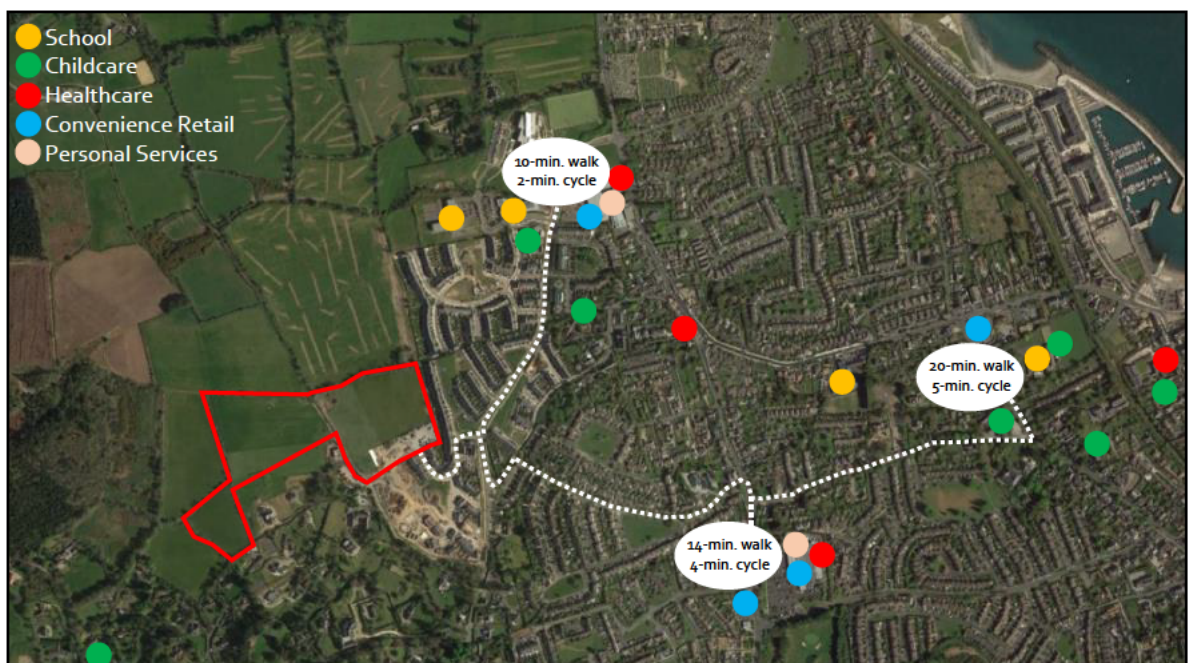 School
Childcare
Healthcare
Convenience Retail
Personal Services
10-min. walk
2-min. cycle
20-min. walk
5-min. cycle
14-min. walk
4-min. cycle